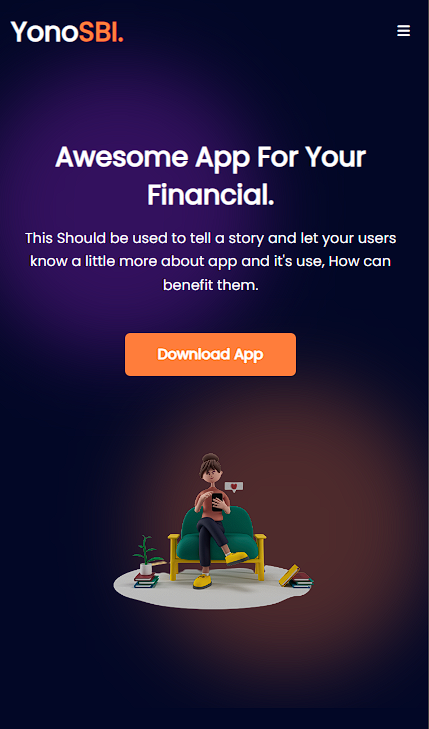 YonoSBI.
Awesome App For Your
Financial.
This Should be used to tell a story and let your users
know a little more about app and it's use, How can
benefit them.
Download App